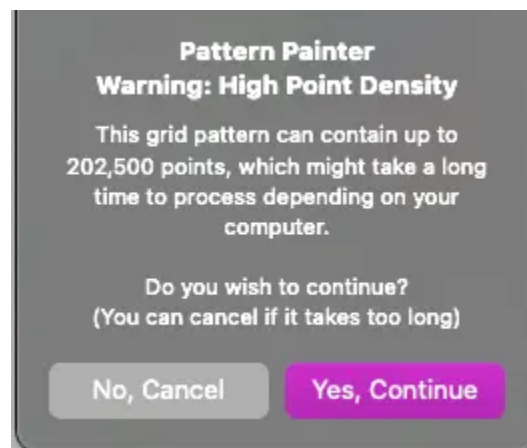 Pattern Painter
Warning: High Point Density
This grid pattern can contain up to
202,500 points, which might take a long
time to process depending on your
computer.
Do you wish to continue?
(You can cancel if it takes too long)
No, Cancel
Yes, Continue